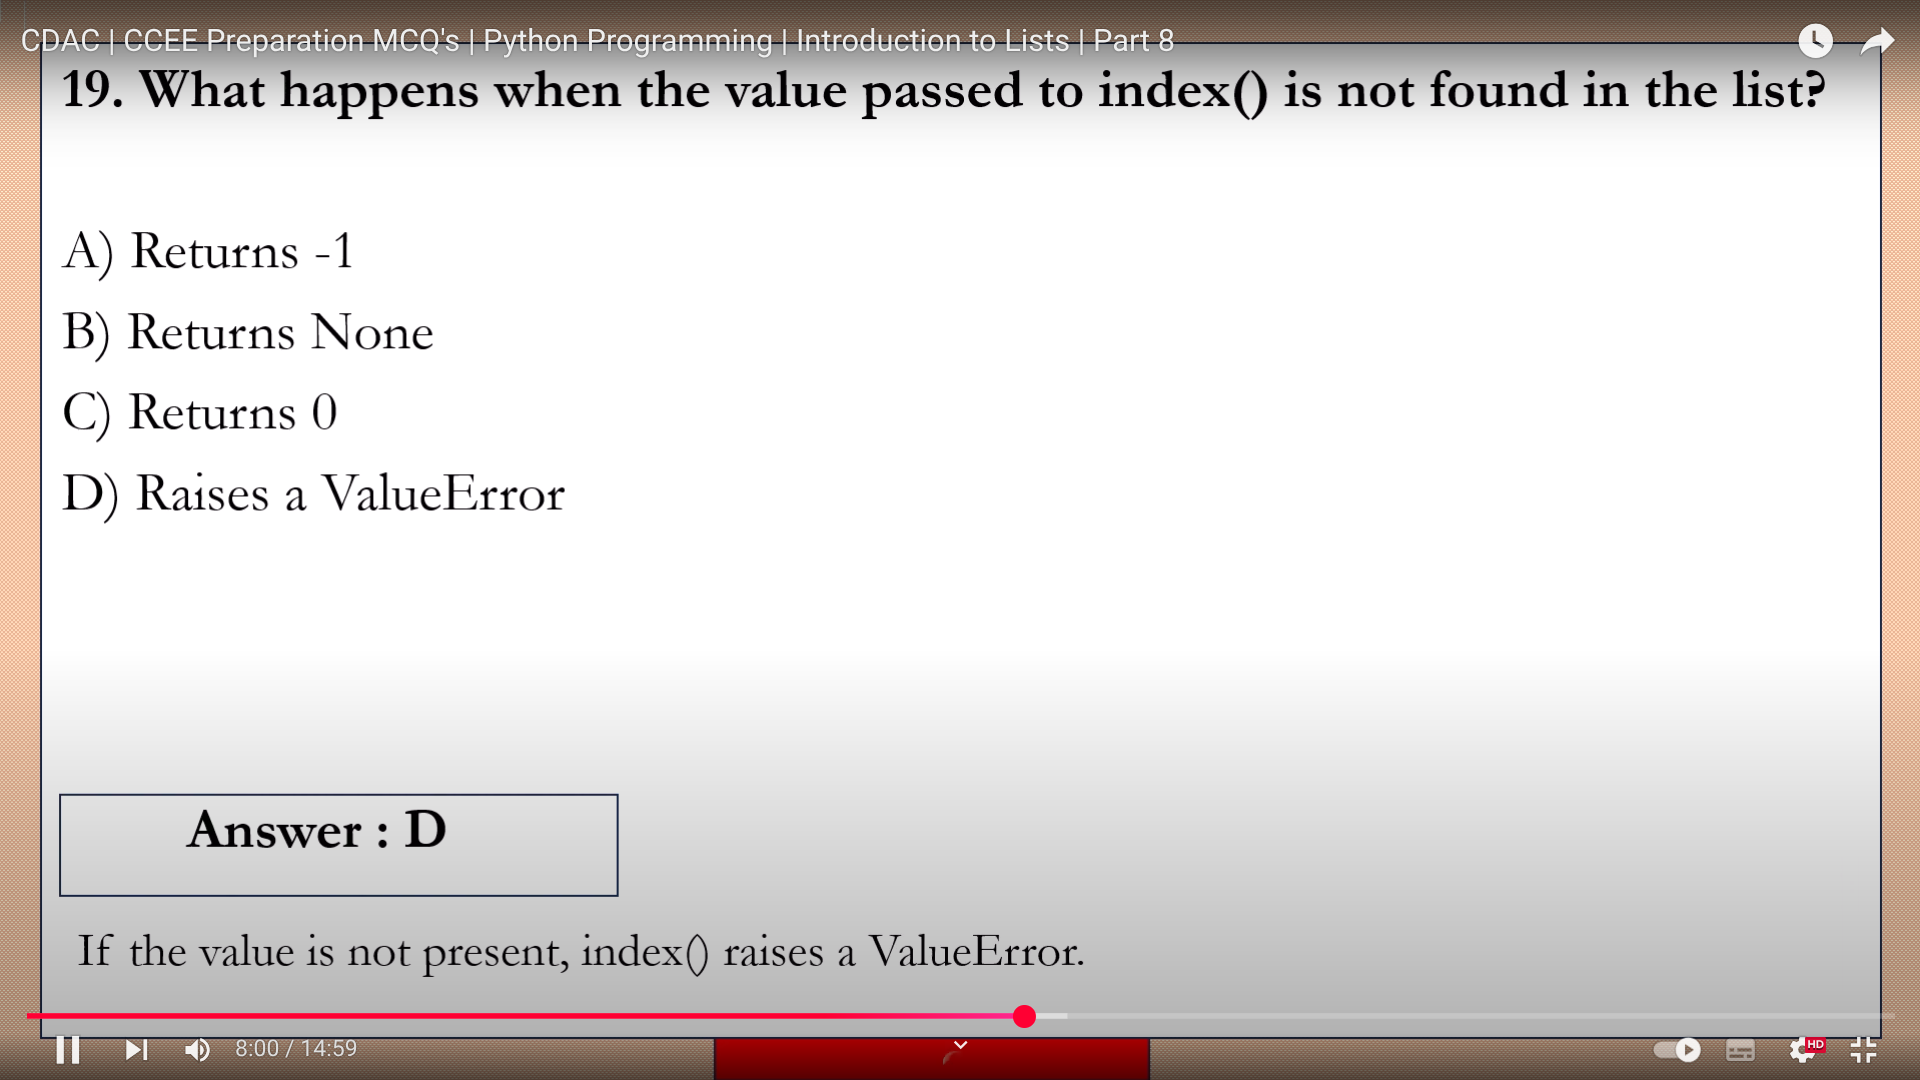 CDAC | CCEE Preparation MCQ's | Python Programming | Introduction to Lists | Part 8
19. What happens when the value passed to index() is not found in the list?
A) Returns -1
B) Returns None
C) Returns 0
D) Raises a ValueError
Answer : D
If the value is not present, index() raises a ValueError.
8:00 / 14:59
HD